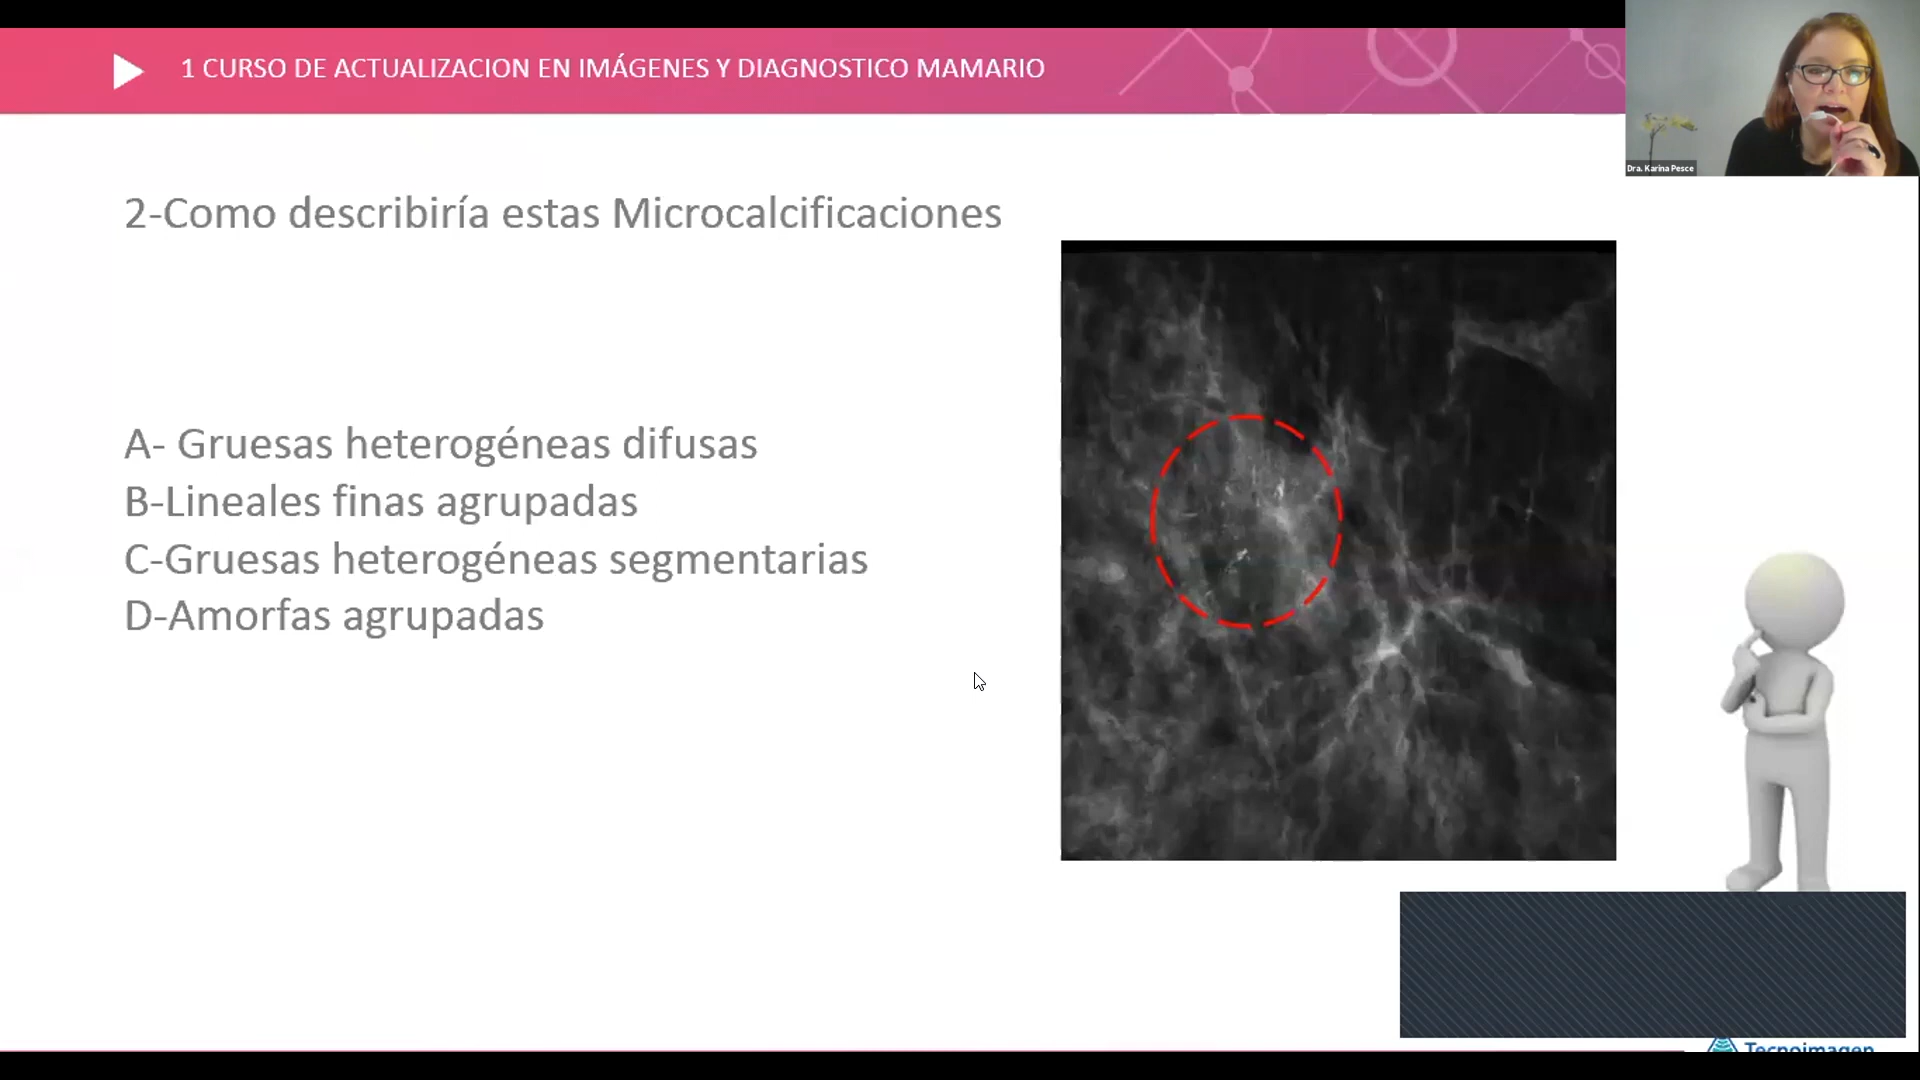 1 CURSO DE ACTUALIZACION EN IMÁGENES Y DIAGNOSTICO MAMARIO
Dra. Karina Pesce
2-Como describiría estas Microcalcificaciones
A- Gruesas heterogéneas difusas
B-Lineales finas agrupadas
C-Gruesas heterogéneas segmentarias
D-Amorfas agrupadas
Tecnoimagen